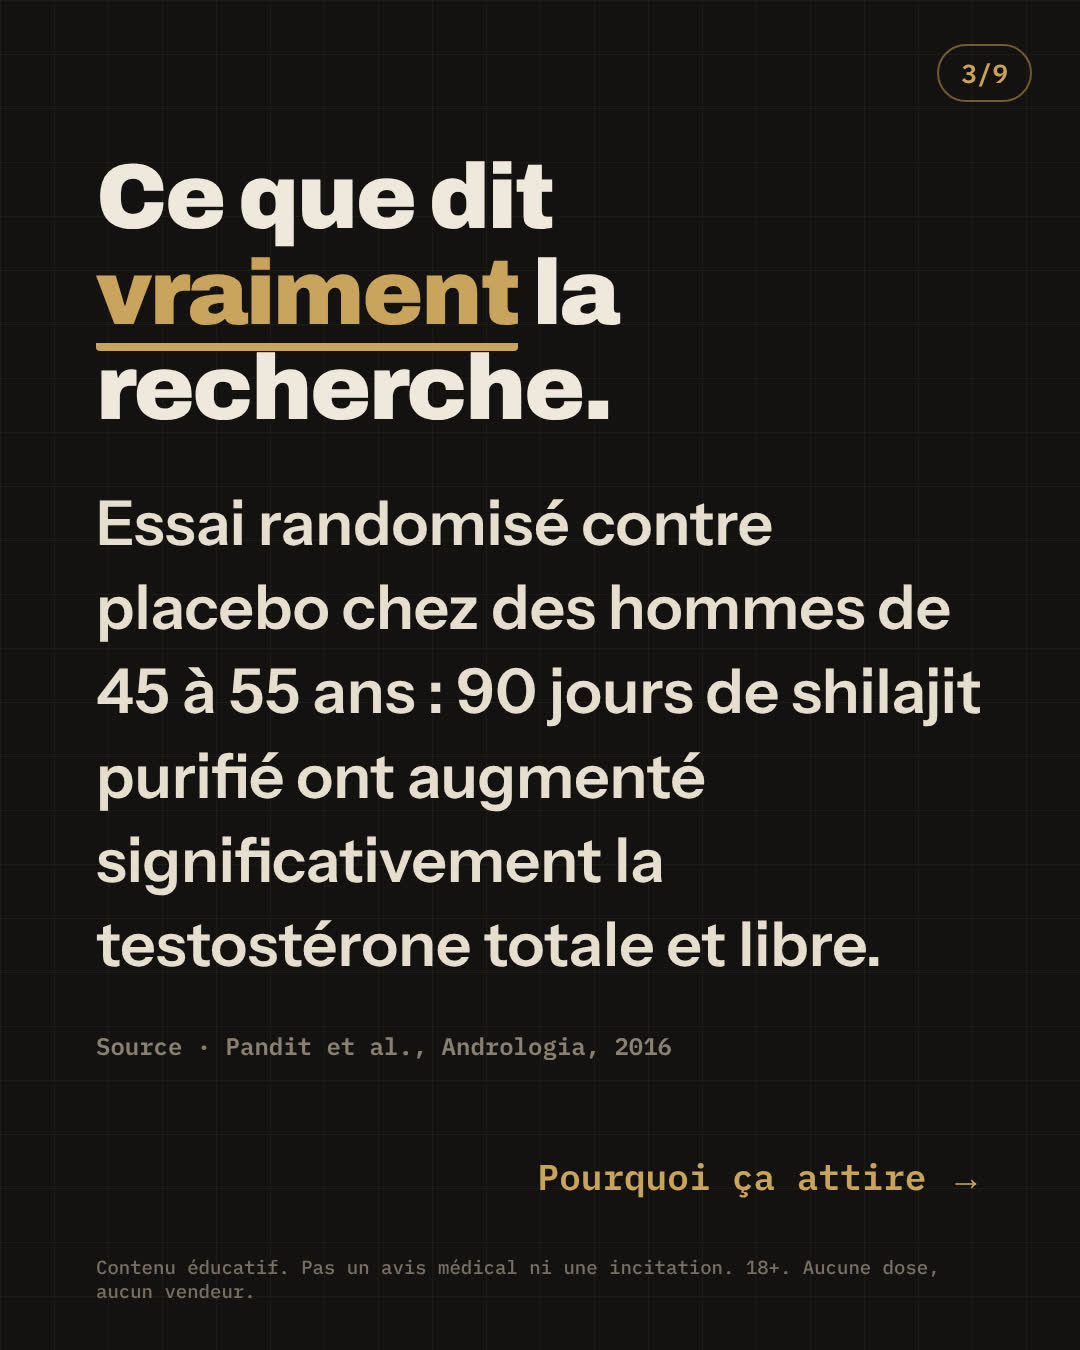 3/9
Ce que dit
vraiment la
recherche.
Essai randomisé contre
placebo chez des hommes de
45 à 55 ans : 90 jours de shilajit
purifié ont augmenté
significativement la
testostérone totale et libre.
Source · Pandit et al., Andrologia, 2016
Pourquoi ça attire →
Contenu éducatif. Pas un avis médical ni une incitation. 18+. Aucune dose,
aucun vendeur.